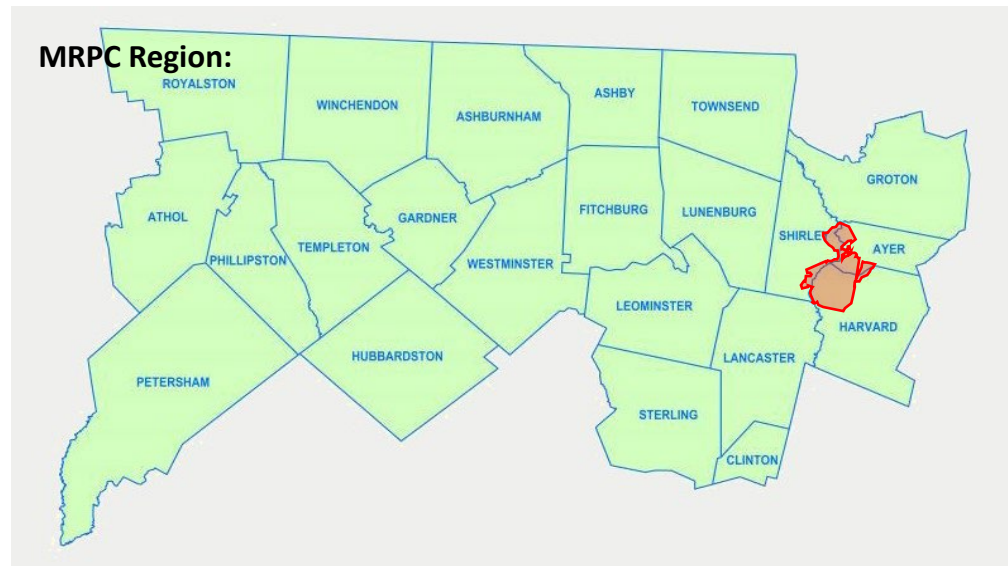 MRPC Region:
ROYALSTON
WINCHENDON
ASHBURNHAM
ASHBY
TOWNSEND
GROTON
ATHOL
PHILLIPSTON
TEMPLETON
GARDNER
WESTMINSTER
FITCHBURG
LUNENBURG
SHIRLE
AYER
LEOMINSTER
HARVARD
HUBBARDSTON
LANCASTER
PETERSHAM
STERLING
CLINTON